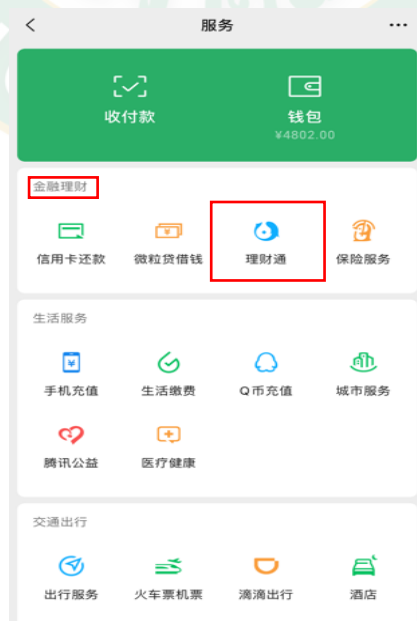 服务
收付款
钱包
¥4802.00
金融理财
信用卡还款 微粒贷借钱 理财通 保险服务
生活服务
手机充值 生活缴费 Q币充值 城市服务
腾讯公益 医疗健康
交通出行
出行服务 火车票机票 滴滴出行 酒店